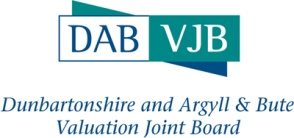 DAB VJB
Dunbartonshire and Argyll & Bute
Valuation Joint Board